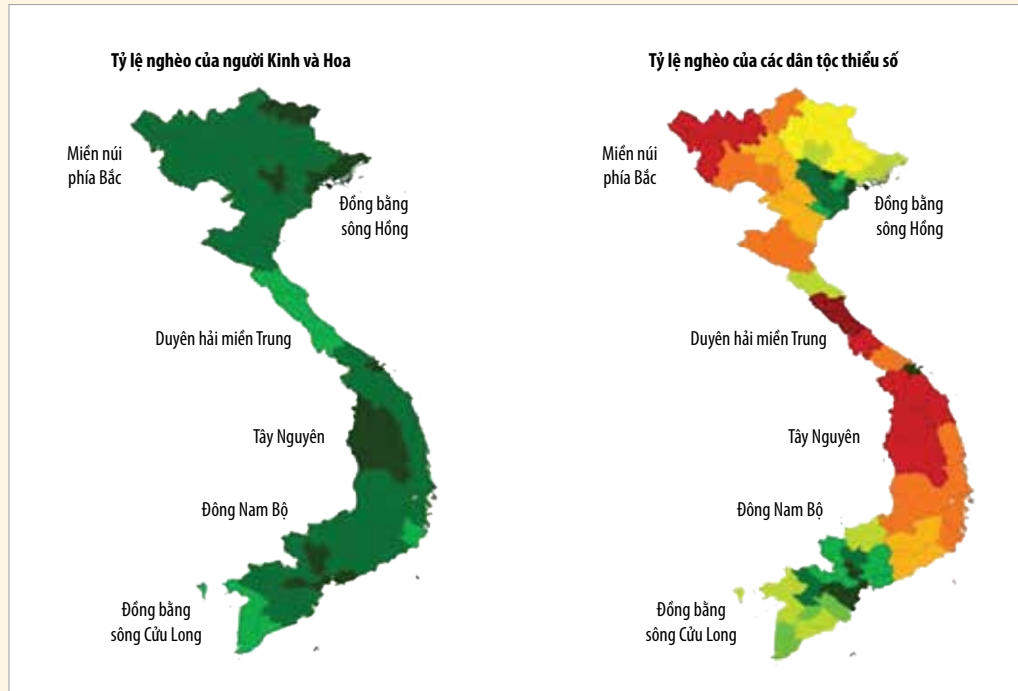 Tỷ lệ nghèo của người Kinh và Hoa
Miền núi
phía Bắc
Đồng bằng
sông Hồng
Duyên hải miền Trung
Tây Nguyên
Đông Nam Bộ
Đồng bằng
sông Cửu Long
Tỷ lệ nghèo của các dân tộc thiểu số
Miền núi
phía Bắc
Đồng bằng
sông Hồng
Duyên hải miền Trung
Tây Nguyên
Đông Nam Bộ
Đồng bằng
sông Cửu Long